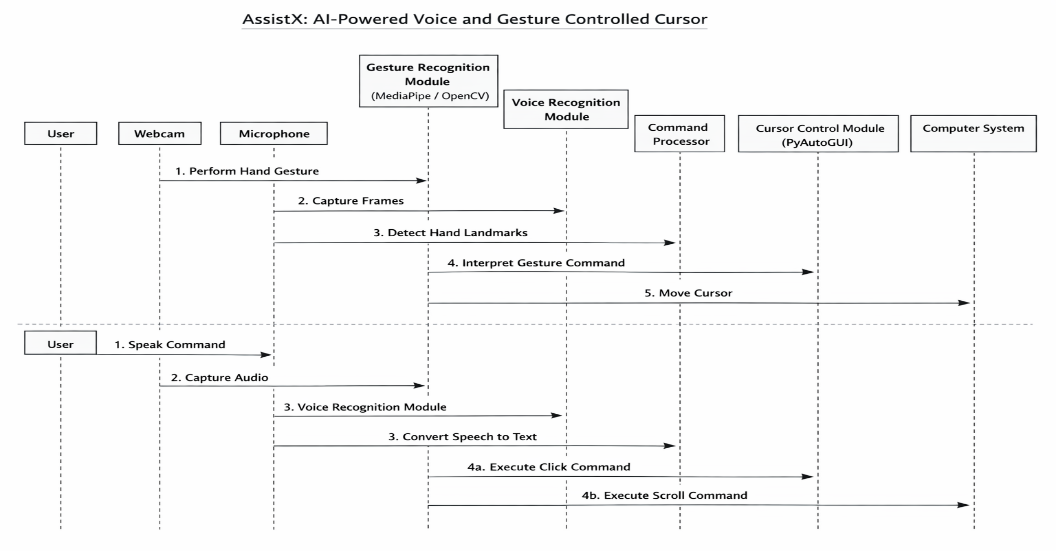 AssistX: AI-Powered Voice and Gesture Controlled Cursor
Gesture Recognition
Module
(MediaPipe / OpenCV)
Voice Recognition
Module
User
Webcam
Microphone
Command
Processor
Cursor Control Module
(PyAutoGUI)
Computer System
1. Perform Hand Gesture
2. Capture Frames
3. Detect Hand Landmarks
4. Interpret Gesture Command
5. Move Cursor
User
1. Speak Command
2. Capture Audio
3. Voice Recognition Module
3. Convert Speech to Text
4a. Execute Click Command
4b. Execute Scroll Command